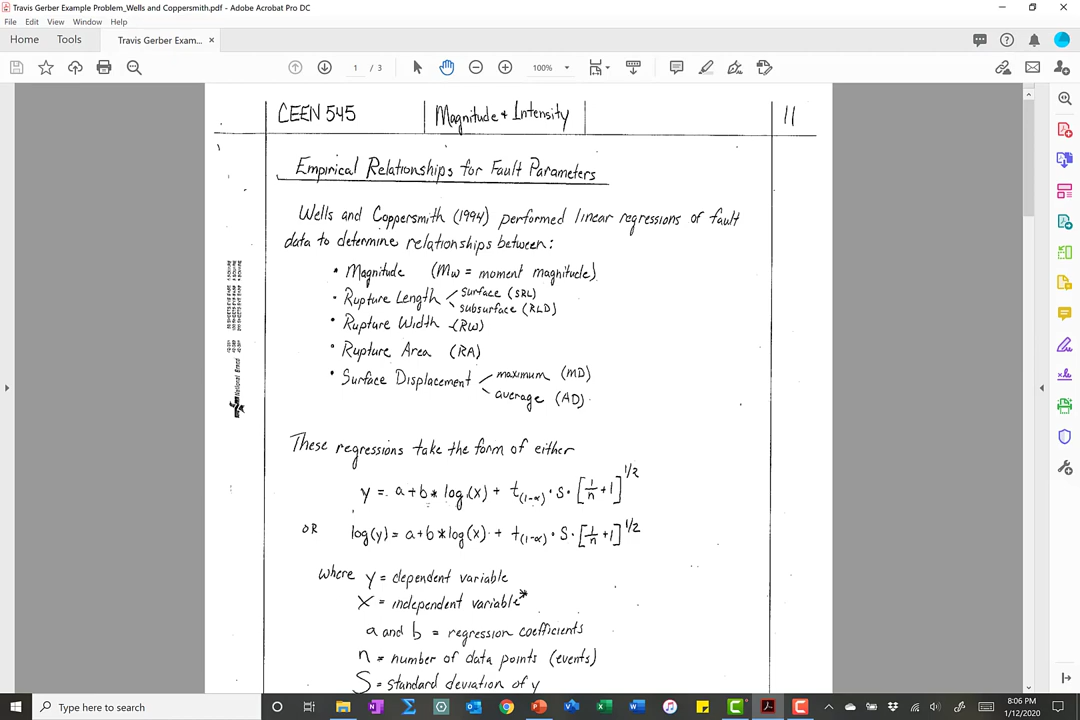 Travis Gerber Example Problem_Wells and Coppersmith.pdf - Adobe Acrobat Pro DC
File Edit View Window Help
Home Tools Travis Gerber Exam... ×
1 / 3 100%
CEEN 545 Magnitude + Intensity 11
Empirical Relationships for Fault Parameters
Wells and Coppersmith (1994) performed linear regressions of fault
data to determine relationships between:
• Magnitude (Mw = moment magnitude)
• Rupture Length < surface (SRL)
subsurface (RLD)
• Rupture Width (RW)
• Rupture Area (RA)
• Surface Displacement < maximum (MD)
average (AD)
These regressions take the form of either
y = a + b * log(x) + t(1-α) · S · [1/n + 1]^1/2
OR log(y) = a + b * log(x) + t(1-α) · S · [1/n + 1]^1/2
where y = dependent variable
x = independent variable*
a and b = regression coefficients
n = number of data points (events)
S = standard deviation of y
National Brand
Type here to search
8:06 PM
1/12/2020